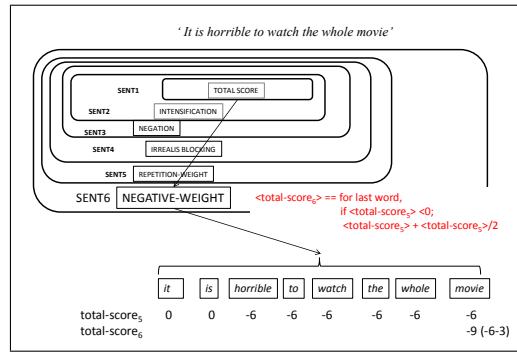 ‘ It is horrible to watch the whole movie’
SENT1 TOTAL SCORE
SENT2 INTENSIFICATION
SENT3 NEGATION
SENT4 IRREALIS BLOCKING
SENT5 REPETITION-WEIGHT
SENT6 NEGATIVE-WEIGHT
<total-score₆> == for last word,
if <total-score₅> <0;
<total-score₅> + <total-score₅>/2
it is horrible to watch the whole movie
total-score₅ 0 0 -6 -6 -6 -6 -6 -6
total-score₆ -9 (-6-3)